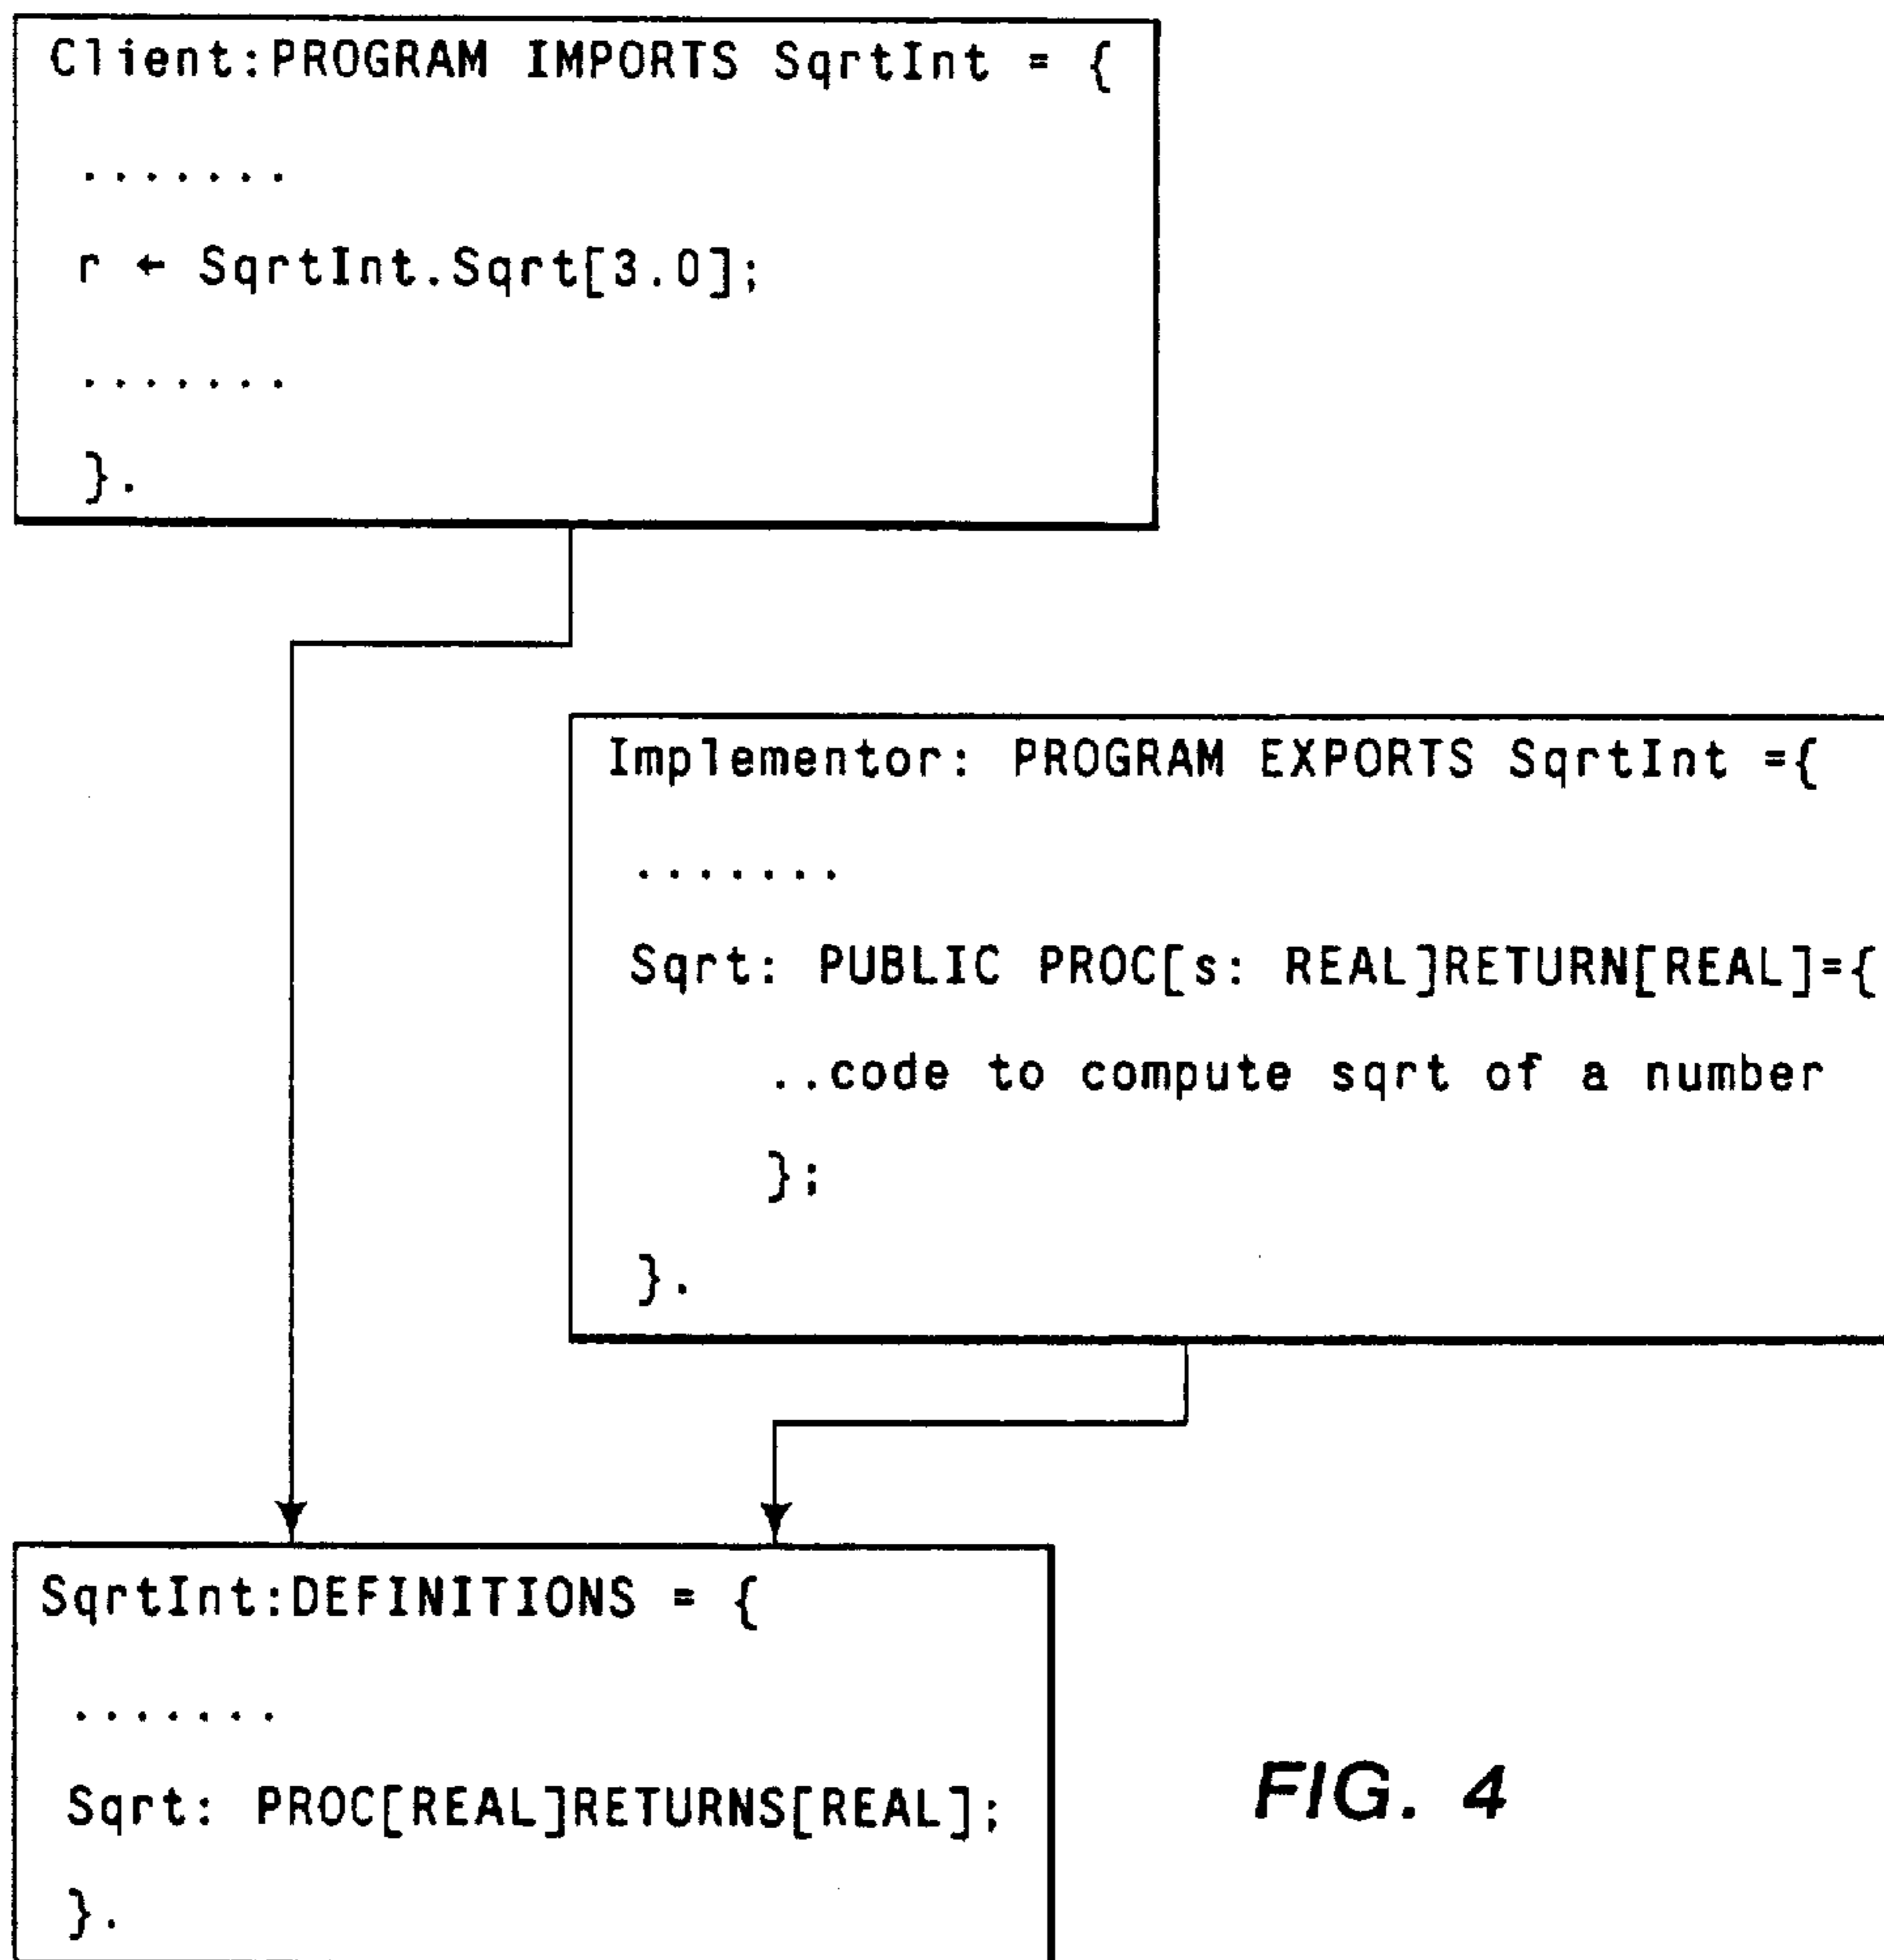 Client:PROGRAM IMPORTS SqrtInt = {
.......
r ← SqrtInt.Sqrt[3.0];
.......
}.
Implementor: PROGRAM EXPORTS SqrtInt ={
.......
Sqrt: PUBLIC PROC[s: REAL]RETURN[REAL]={
..code to compute sqrt of a number
};
}.
SqrtInt:DEFINITIONS = {
.......
Sqrt: PROC[REAL]RETURNS[REAL];
}.
FIG. 4